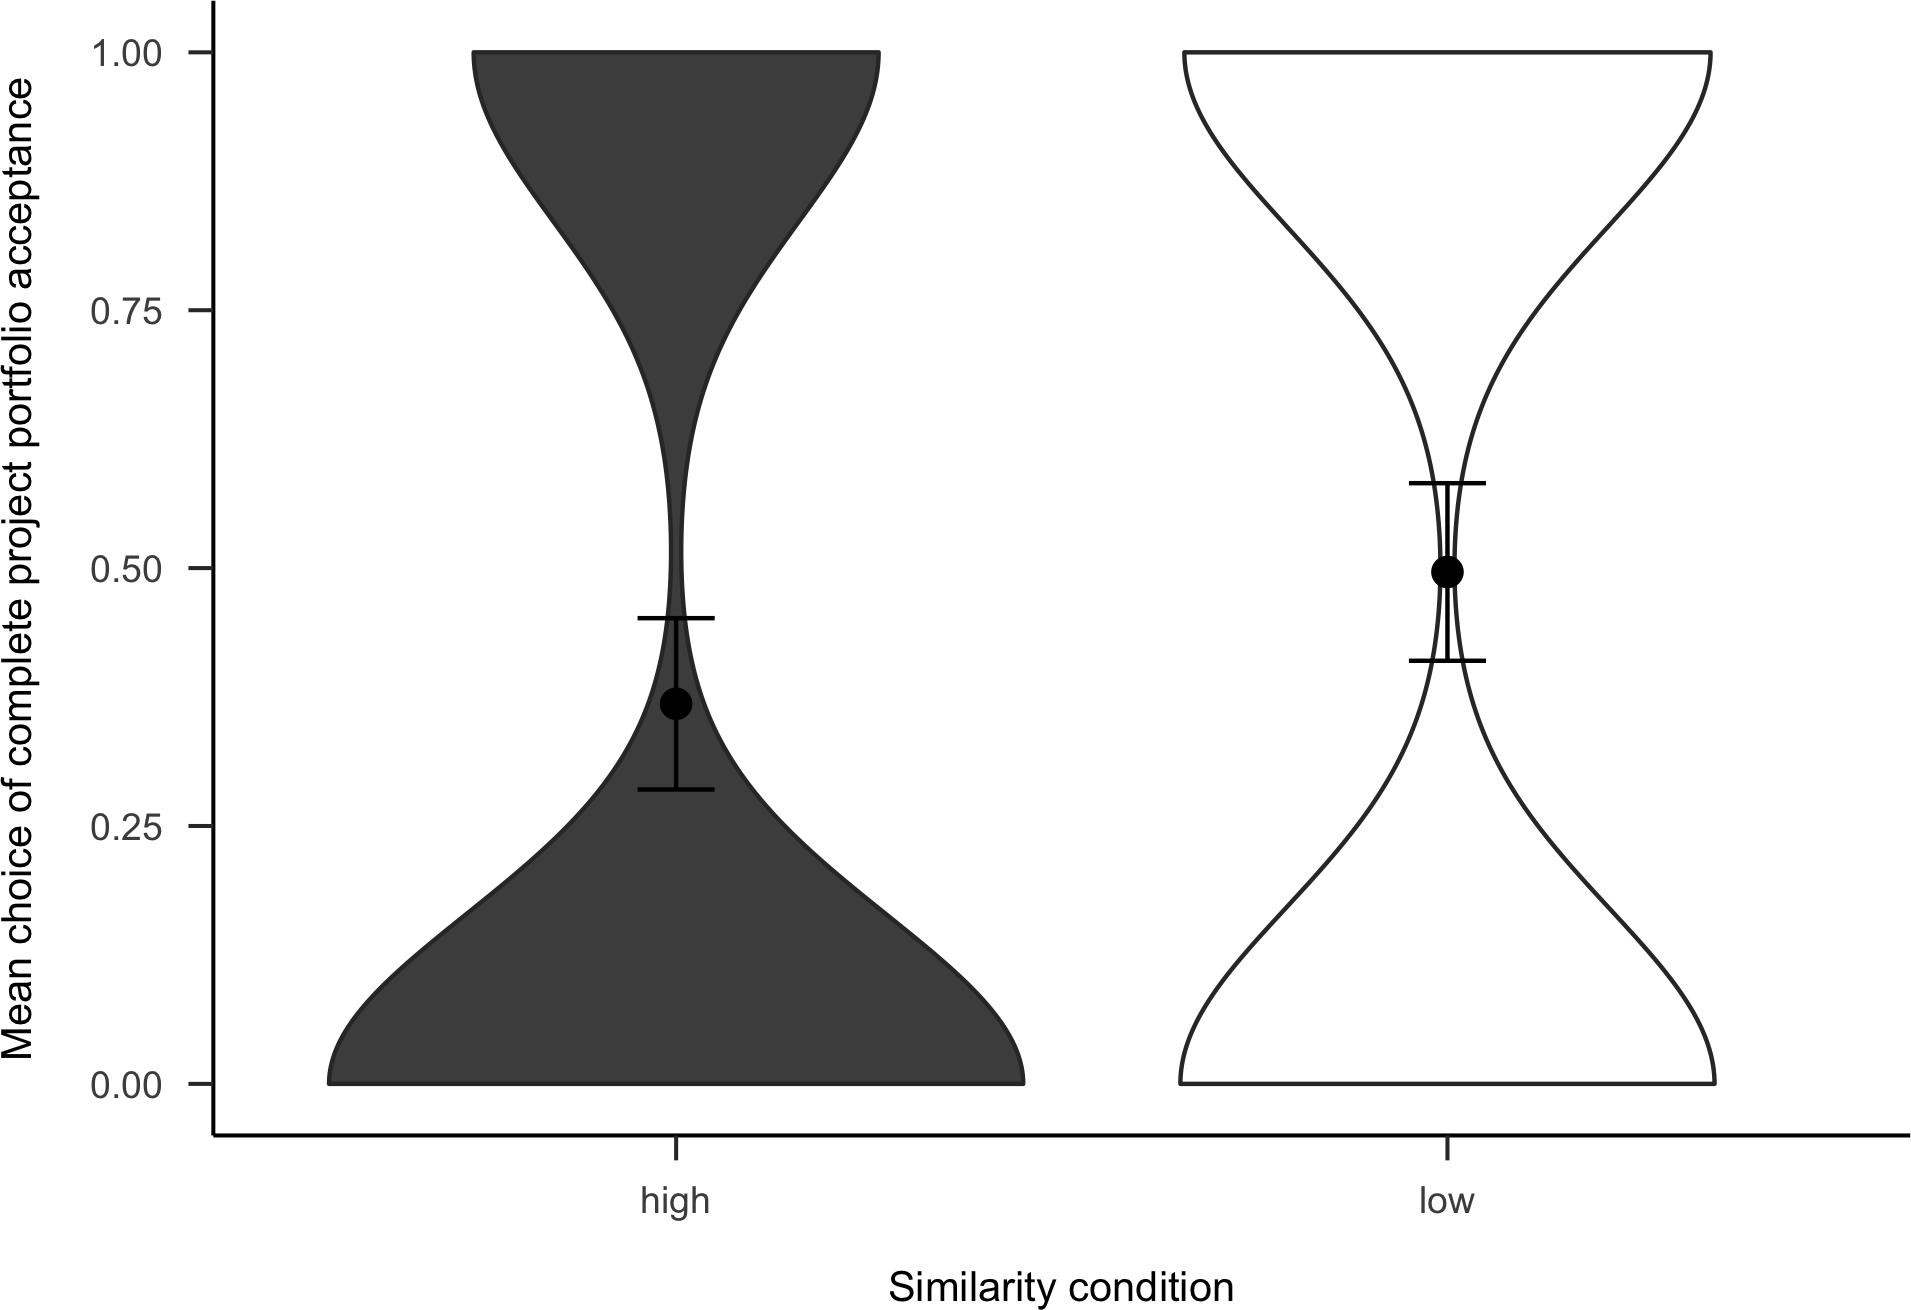 Mean choice of complete project portfolio acceptance
1.00
0.75
0.50
0.25
0.00
high
low
Similarity condition